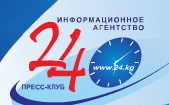 ИНФОРМАЦИОННОЕ
АГЕНТСТВО
24
www.24.kg
ПРЕСС-КЛУБ